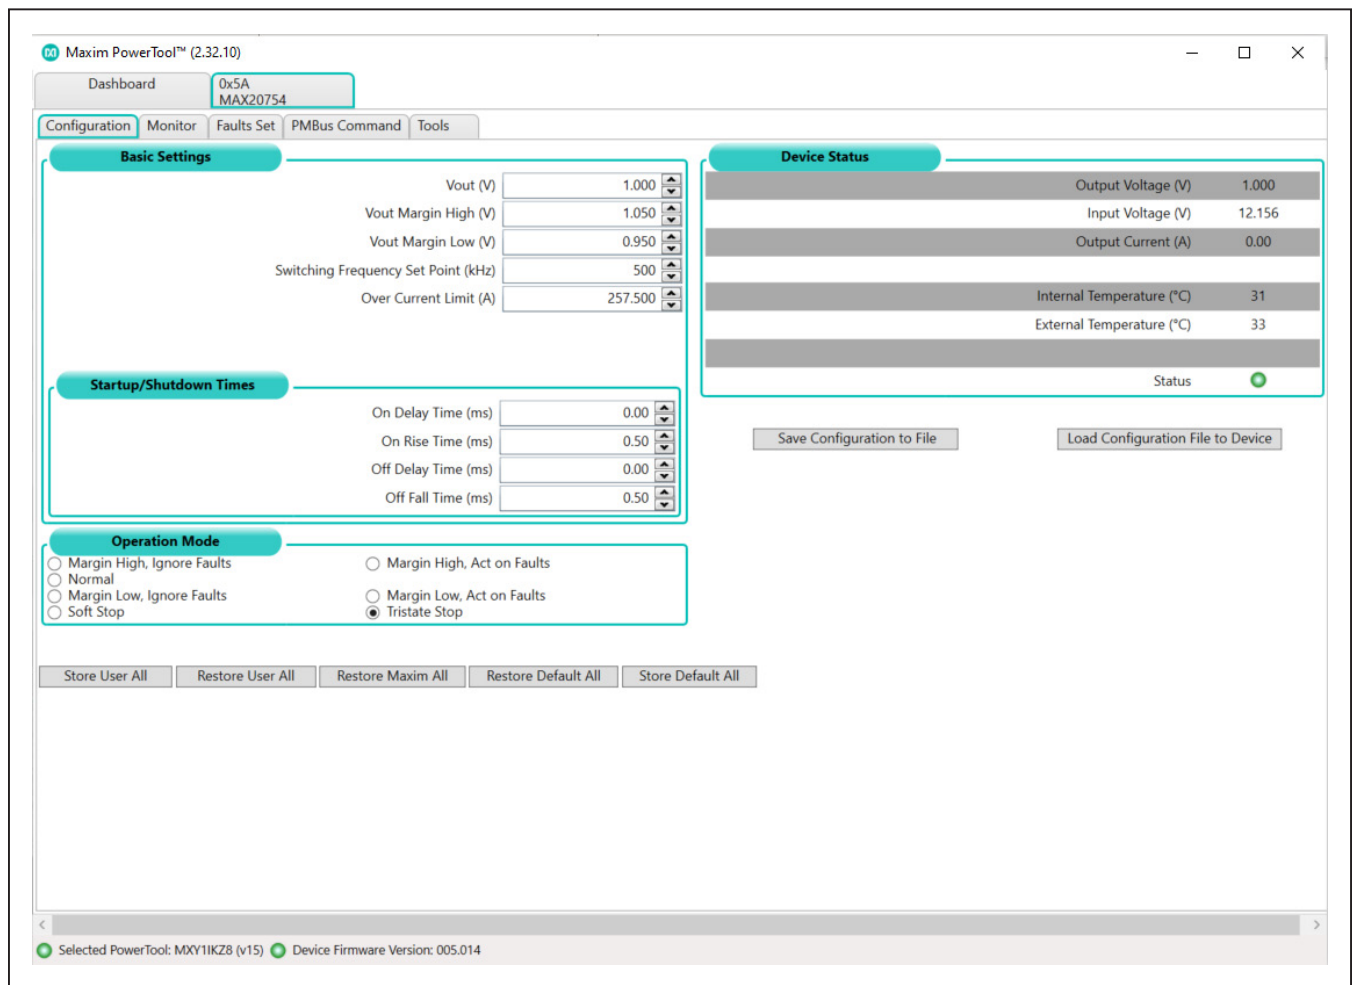 Maxim PowerTool™ (2.32.10)
Dashboard
0x5A
MAX20754
Configuration Monitor Faults Set PMBus Command Tools
Basic Settings
Vout (V) 1.000
Vout Margin High (V) 1.050
Vout Margin Low (V) 0.950
Switching Frequency Set Point (kHz) 500
Over Current Limit (A) 257.500
Startup/Shutdown Times
On Delay Time (ms) 0.00
On Rise Time (ms) 0.50
Off Delay Time (ms) 0.00
Off Fall Time (ms) 0.50
Operation Mode
Margin High, Ignore Faults Margin High, Act on Faults
Normal
Margin Low, Ignore Faults Margin Low, Act on Faults
Soft Stop Tristate Stop
Device Status
Output Voltage (V) 1.000
Input Voltage (V) 12.156
Output Current (A) 0.00
Internal Temperature (°C) 31
External Temperature (°C) 33
Status
Save Configuration to File Load Configuration File to Device
Store User All Restore User All Restore Maxim All Restore Default All Store Default All
Selected PowerTool: MXY1IKZ8 (v15) Device Firmware Version: 005.014